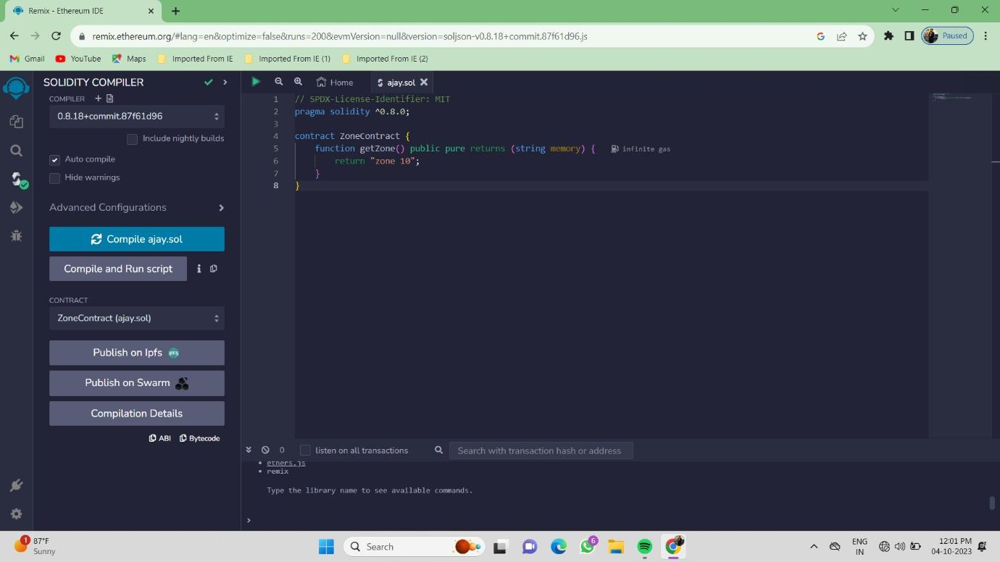 Remix - Ethereum IDE
remix.ethereum.org/#lang=en&optimize=false&runs=200&evmVersion=null&version=soljson-v0.8.18+commit.87f61d96.js
Paused
Gmail YouTube Maps Imported From IE Imported From IE (1) Imported From IE (2)
SOLIDITY COMPILER
COMPILER
0.8.18+commit.87f61d96
Include nightly builds
Auto compile
Hide warnings
Advanced Configurations
Compile ajay.sol
Compile and Run script
CONTRACT
ZoneContract (ajay.sol)
Publish on Ipfs IPFS
Publish on Swarm
Compilation Details
ABI Bytecode
Home ajay.sol
1 // SPDX-License-Identifier: MIT
2 pragma solidity ^0.8.0;
3
4 contract ZoneContract {
5 function getZone() public pure returns (string memory) { infinite gas
6 return "zone 10";
7 }
8 }
0 listen on all transactions Search with transaction hash or address
• ethers.js
• remix
Type the library name to see available commands.
>
1 87°F
Sunny
Search
6
ENG
IN
12:01 PM
04-10-2023